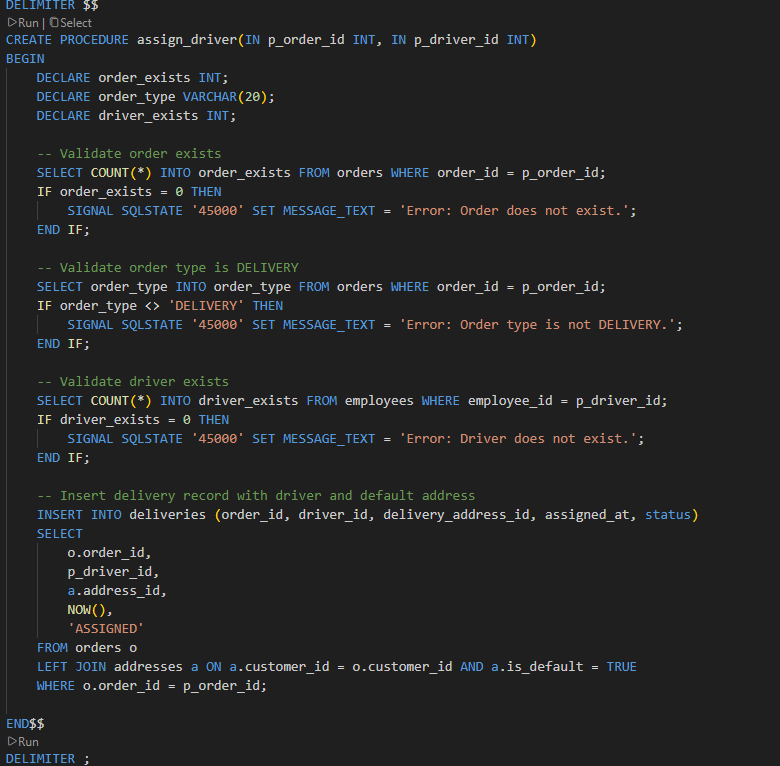 DELIMITER $$
▷Run | Select
CREATE PROCEDURE assign_driver(IN p_order_id INT, IN p_driver_id INT)
BEGIN
    DECLARE order_exists INT;
    DECLARE order_type VARCHAR(20);
    DECLARE driver_exists INT;

    -- Validate order exists
    SELECT COUNT(*) INTO order_exists FROM orders WHERE order_id = p_order_id;
    IF order_exists = 0 THEN
        SIGNAL SQLSTATE '45000' SET MESSAGE_TEXT = 'Error: Order does not exist.';
    END IF;

    -- Validate order type is DELIVERY
    SELECT order_type INTO order_type FROM orders WHERE order_id = p_order_id;
    IF order_type <> 'DELIVERY' THEN
        SIGNAL SQLSTATE '45000' SET MESSAGE_TEXT = 'Error: Order type is not DELIVERY.';
    END IF;

    -- Validate driver exists
    SELECT COUNT(*) INTO driver_exists FROM employees WHERE employee_id = p_driver_id;
    IF driver_exists = 0 THEN
        SIGNAL SQLSTATE '45000' SET MESSAGE_TEXT = 'Error: Driver does not exist.';
    END IF;

    -- Insert delivery record with driver and default address
    INSERT INTO deliveries (order_id, driver_id, delivery_address_id, assigned_at, status)
    SELECT
        o.order_id,
        p_driver_id,
        a.address_id,
        NOW(),
        'ASSIGNED'
    FROM orders o
    LEFT JOIN addresses a ON a.customer_id = o.customer_id AND a.is_default = TRUE
    WHERE o.order_id = p_order_id;

END$$
▷Run
DELIMITER ;